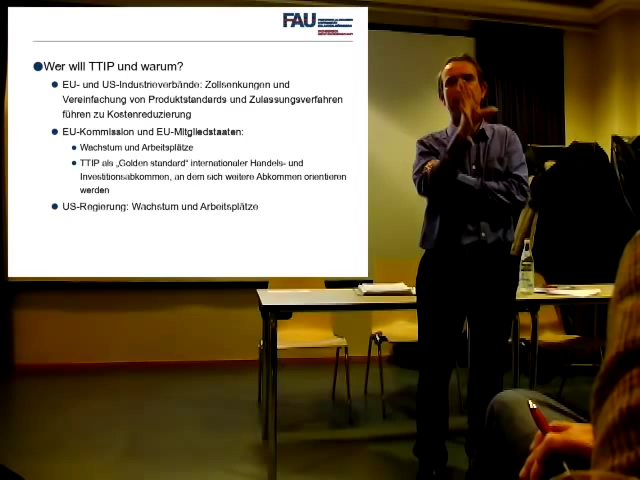 FAU
Wer will TTIP und warum?
EU- und US-Industrieverbände: Zollsenkungen und
Vereinfachung von Produktstandards und Zulassungsverfahren
führen zu Kostenreduzierung
EU-Kommission und EU-Mitgliedstaaten:
Wachstum und Arbeitsplätze
TTIP als „Golden standard“ internationaler Handels- und
Investitionsabkommen, an dem sich weitere Abkommen orientieren
werden
US-Regierung: Wachstum und Arbeitsplätze